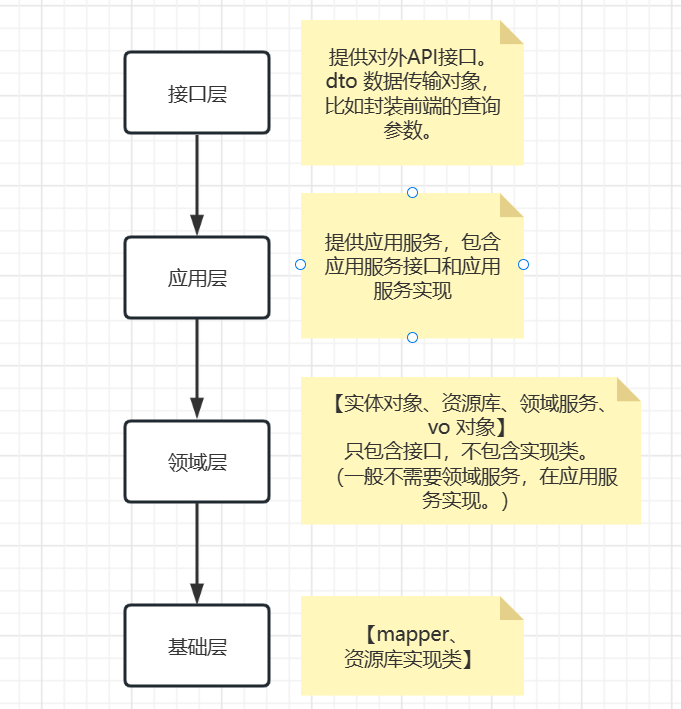 接口层
提供对外API接口。
dto 数据传输对象，
比如封装前端的查询
参数。
应用层
提供应用服务，包含
应用服务接口和应用
服务实现
领域层
【实体对象、资源库、领域服务、
vo 对象】
只包含接口，不包含实现类。
（一般不需要领域服务，在应用服
务实现。）
基础层
【mapper、
资源库实现类】